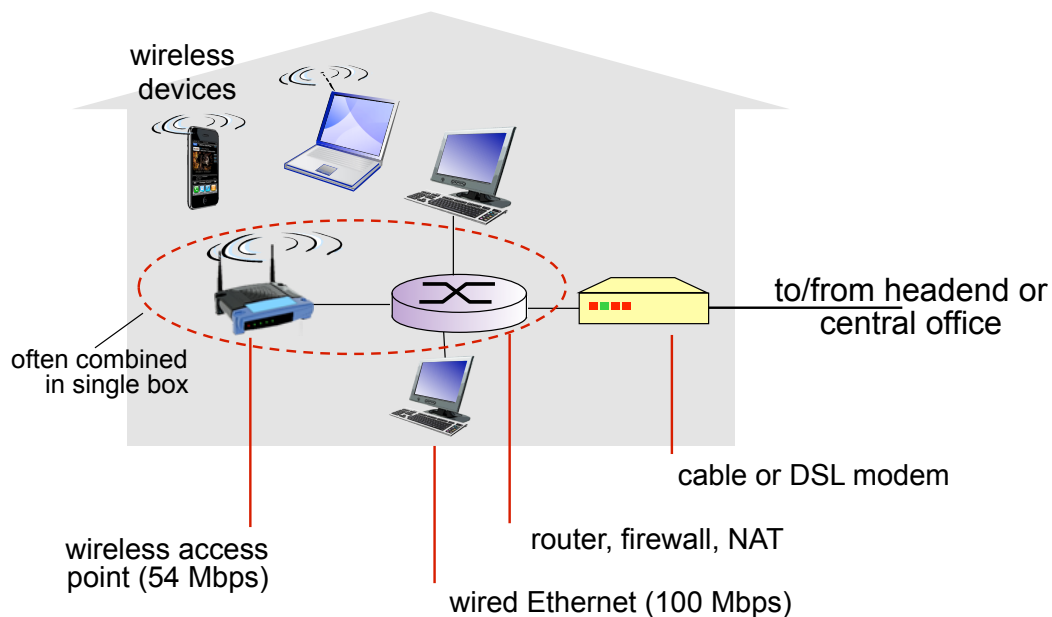 wireless
devices
to/from headend or
central office
often combined
in single box
cable or DSL modem
router, firewall, NAT
wireless access
point (54 Mbps)
wired Ethernet (100 Mbps)